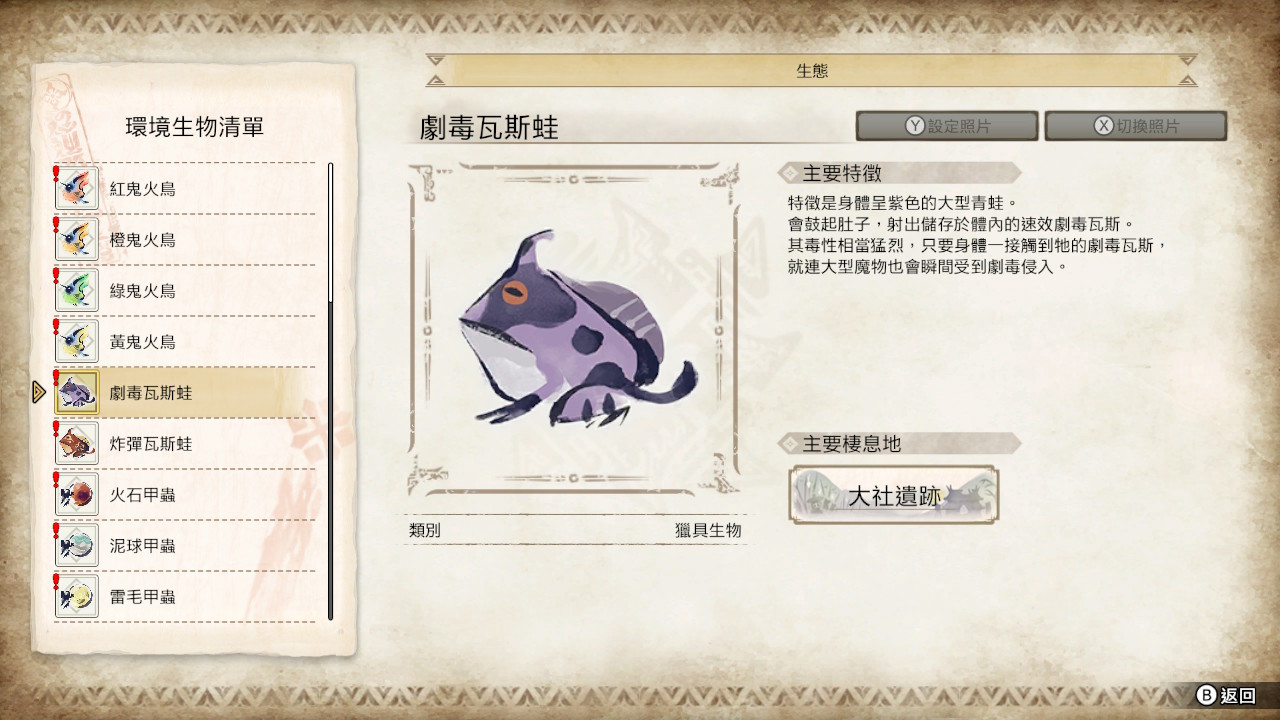 生態
環境生物清單
紅鬼火鳥
橙鬼火鳥
綠鬼火鳥
黃鬼火鳥
劇毒瓦斯蛙
炸彈瓦斯蛙
火石甲蟲
泥球甲蟲
雷毛甲蟲
劇毒瓦斯蛙
Y設定照片
X切換照片
類別 獵具生物
主要特徵
特徵是身體呈紫色的大型青蛙。
會鼓起肚子，射出儲存於體內的速效劇毒瓦斯。
其毒性相當猛烈，只要身體一接觸到牠的劇毒瓦斯，
就連大型魔物也會瞬間受到劇毒侵入。
主要棲息地
大社遺跡
B返回